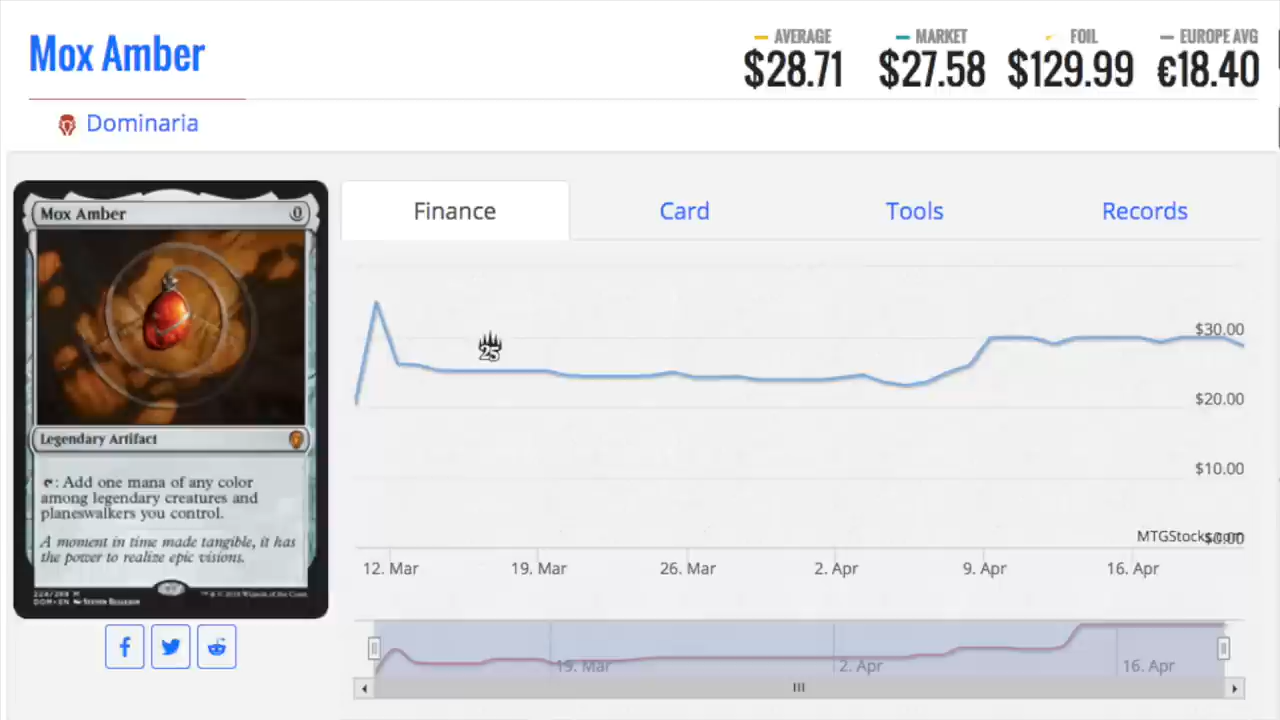 Mox Amber
AVERAGE MARKET FOIL EUROPE AVG
$28.71 $27.58 $129.99 €18.40
Dominaria
Finance Card Tools Records
Mox Amber 0
Legendary Artifact
: Add one mana of any color
among legendary creatures and
planeswalkers you control.
A moment in time made tangible, it has
the power to realize epic visions.
25
$30.00
$20.00
$10.00
$0.00
MTGStocks.com
12. Mar 19. Mar 26. Mar 2. Apr 9. Apr 16. Apr
19. Mar 2. Apr 16. Apr